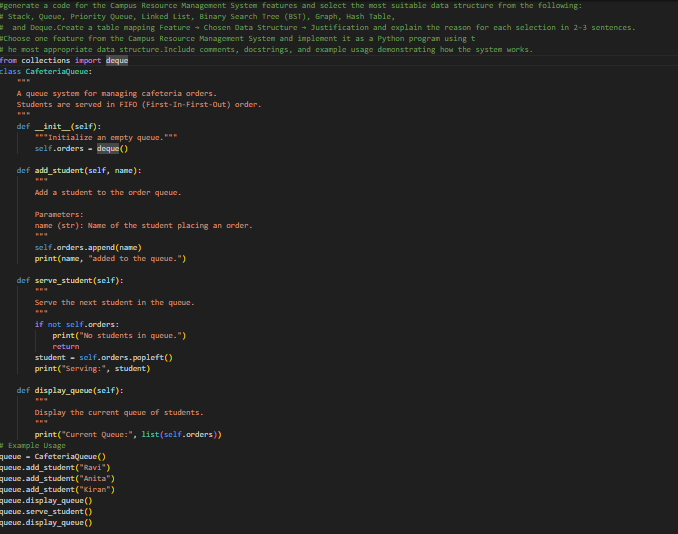 #generate a code for the Campus Resource Management System features and select the most suitable data structure from the following:
# Stack, Queue, Priority Queue, Linked List, Binary Search Tree (BST), Graph, Hash Table,
#  and Deque.Create a table mapping Feature → Chosen Data Structure → Justification and explain the reason for each selection in 2-3 sentences.
#Choose one feature from the Campus Resource Management System and implement it as a Python program using t
# he most appropriate data structure.Include comments, docstrings, and example usage demonstrating how the system works.
from collections import deque
class CafeteriaQueue:
    """
    A queue system for managing cafeteria orders.
    Students are served in FIFO (First-In-First-Out) order.
    """
    def __init__(self):
        """Initialize an empty queue."""
        self.orders = deque()

    def add_student(self, name):
        """
        Add a student to the order queue.

        Parameters:
        name (str): Name of the student placing an order.
        """
        self.orders.append(name)
        print(name, "added to the queue.")

    def serve_student(self):
        """
        Serve the next student in the queue.
        """
        if not self.orders:
            print("No students in queue.")
            return
        student = self.orders.popleft()
        print("Serving:", student)

    def display_queue(self):
        """
        Display the current queue of students.
        """
        print("Current Queue:", list(self.orders))
# Example Usage
queue = CafeteriaQueue()
queue.add_student("Ravi")
queue.add_student("Anita")
queue.add_student("Kiran")
queue.display_queue()
queue.serve_student()
queue.display_queue()